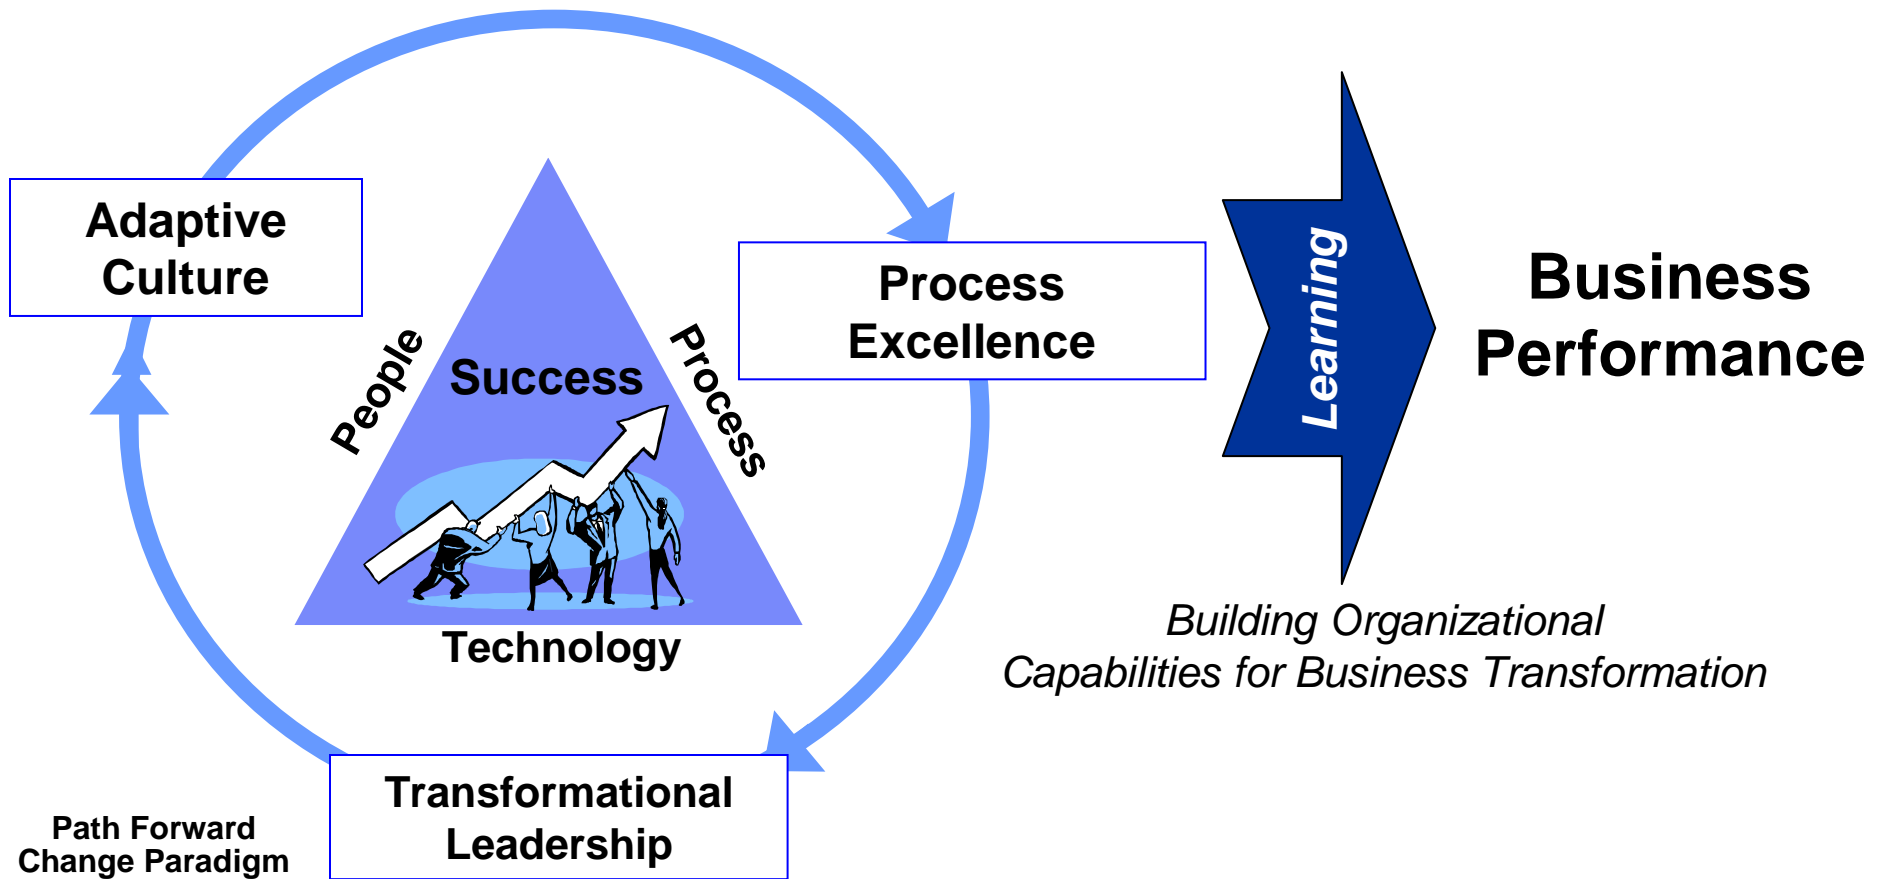 Adaptive
Culture
People
Success
Process
Technology
Process
Excellence
Transformational
Leadership
Path Forward
Change Paradigm
Learning
Business
Performance
Building Organizational
Capabilities for Business Transformation